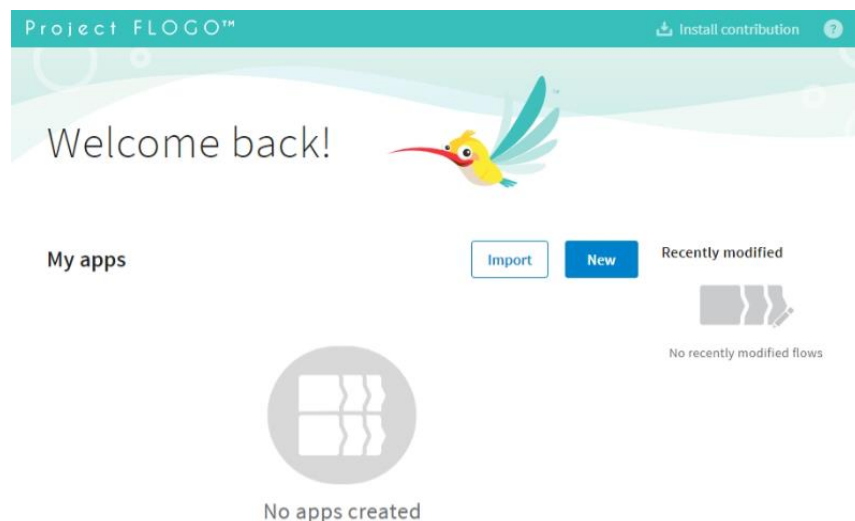 Project FLOGO™
Install contribution ?
Welcome back!
My apps
Import
New
Recently modified
No recently modified flows
No apps created